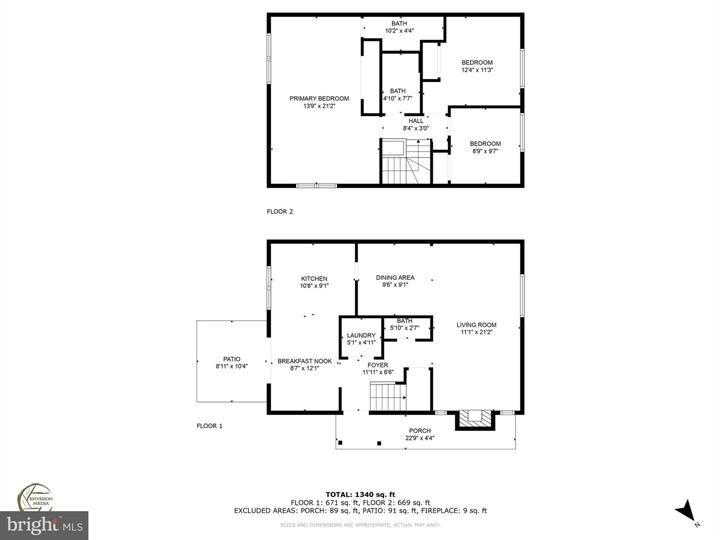 BATH
10'2" x 4'4"
BEDROOM
12'4" x 11'3"
PRIMARY BEDROOM
13'9" x 21'2"
BATH
4'10" x 7'7"
HALL
8'4" x 3'0"
BEDROOM
8'9" x 9'7"
FLOOR 2
KITCHEN
10'8" x 9'1"
DINING AREA
9'6" x 9'1"
LIVING ROOM
11'1" x 21'2"
BATH
5'10" x 2'7"
LAUNDRY
5'1" x 4'11"
PATIO
8'11" x 10'4"
BREAKFAST NOOK
8'7" x 12'1"
FOYER
11'11" x 6'6"
FLOOR 1
PORCH
22'9" x 4'4"
TOTAL: 1340 sq. ft
FLOOR 1: 671 sq. ft, FLOOR 2: 669 sq. ft
EXCLUDED AREAS: PORCH: 89 sq. ft, PATIO: 91 sq. ft, FIREPLACE: 9 sq. ft
SIZES AND DIMENSIONS ARE APPROXIMATE, ACTUAL MAY VARY.
ENVISION
MEDIA
bright MLS